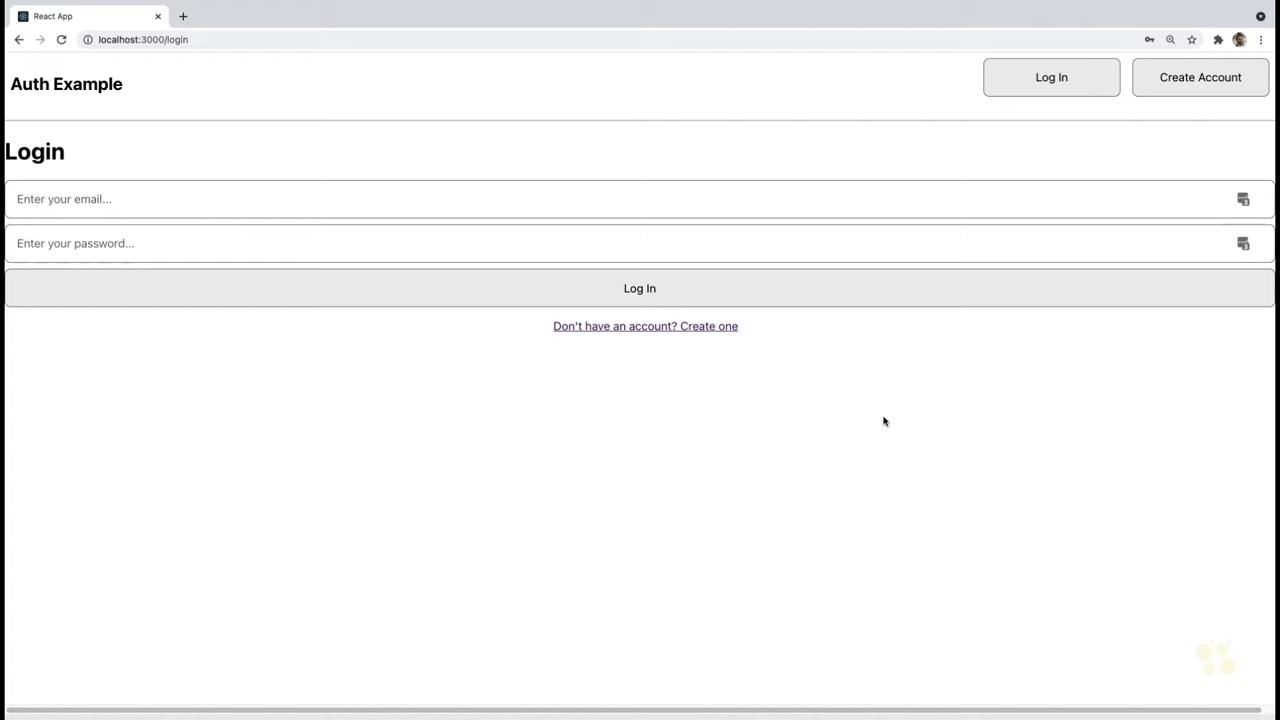 React App
localhost:3000/login
Auth Example
Log In
Create Account
Login
Enter your email...
Enter your password...
Log In
Don't have an account? Create one